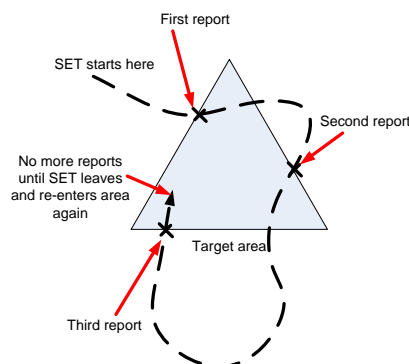 First report
SET starts here
Second report
No more reports
until SET leaves
and re-enters area
again
Target area
Third report